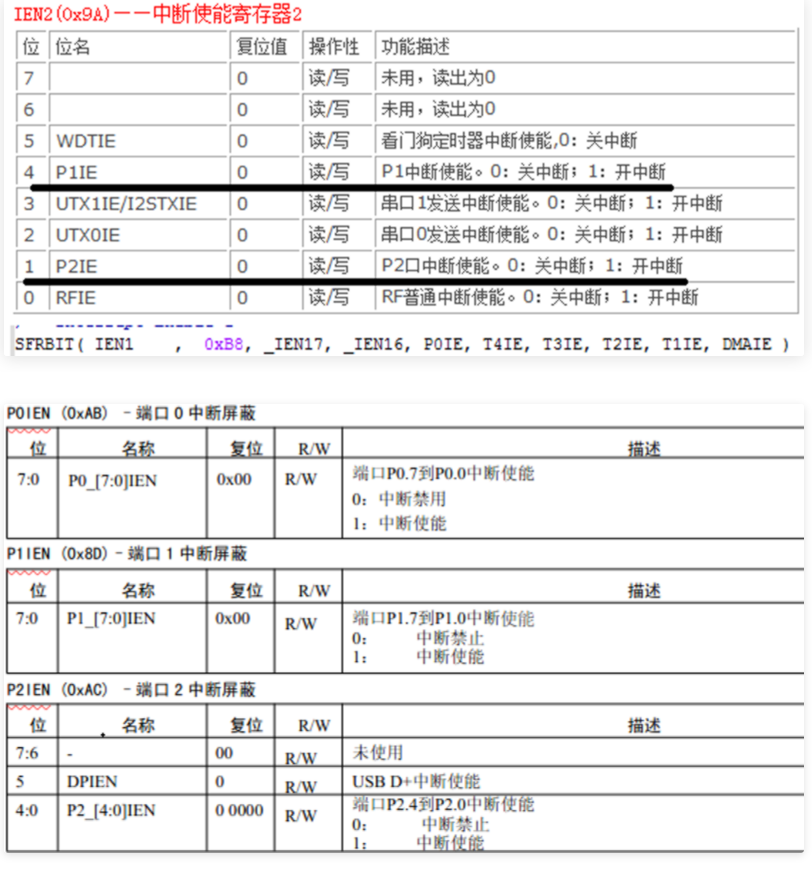 IEN2(0x9A)——中断使能寄存器2
位 位名 复位值 操作性 功能描述
7 0 读/写 未用，读出为0
6 0 读/写 未用，读出为0
5 WDTIE 0 读/写 看门狗定时器中断使能,0：关中断
4 P1IE 0 读/写 P1中断使能。0：关中断；1：开中断
3 UTX1IE/I2STXIE 0 读/写 串口1发送中断使能。0：关中断；1：开中断
2 UTX0IE 0 读/写 串口0发送中断使能。0：关中断；1：开中断
1 P2IE 0 读/写 P2口中断使能。0：关中断；1：开中断
0 RFIE 0 读/写 RF普通中断使能。0：关中断；1：开中断
SFRBIT( IEN1 , 0xB8, _IEN17, _IEN16, P0IE, T4IE, T3IE, T2IE, T1IE, DMAIE )
P0IEN (0xAB) – 端口 0 中断屏蔽
位 名称 复位 R/W 描述
7:0 P0_[7:0]IEN 0x00 R/W 端口P0.7到P0.0中断使能
0：中断禁用
1：中断使能
P1IEN (0x8D) – 端口 1 中断屏蔽
位 名称 复位 R/W 描述
7:0 P1_[7:0]IEN 0x00 R/W 端口P1.7到P1.0中断使能
0： 中断禁止
1： 中断使能
P2IEN (0xAC) – 端口 2 中断屏蔽
位 名称 复位 R/W 描述
7:6 - 00 R/W 未使用
5 DPIEN 0 R/W USB D+中断使能
4:0 P2_[4:0]IEN 0 0000 R/W 端口P2.4到P2.0中断使能
0： 中断禁止
1： 中断使能